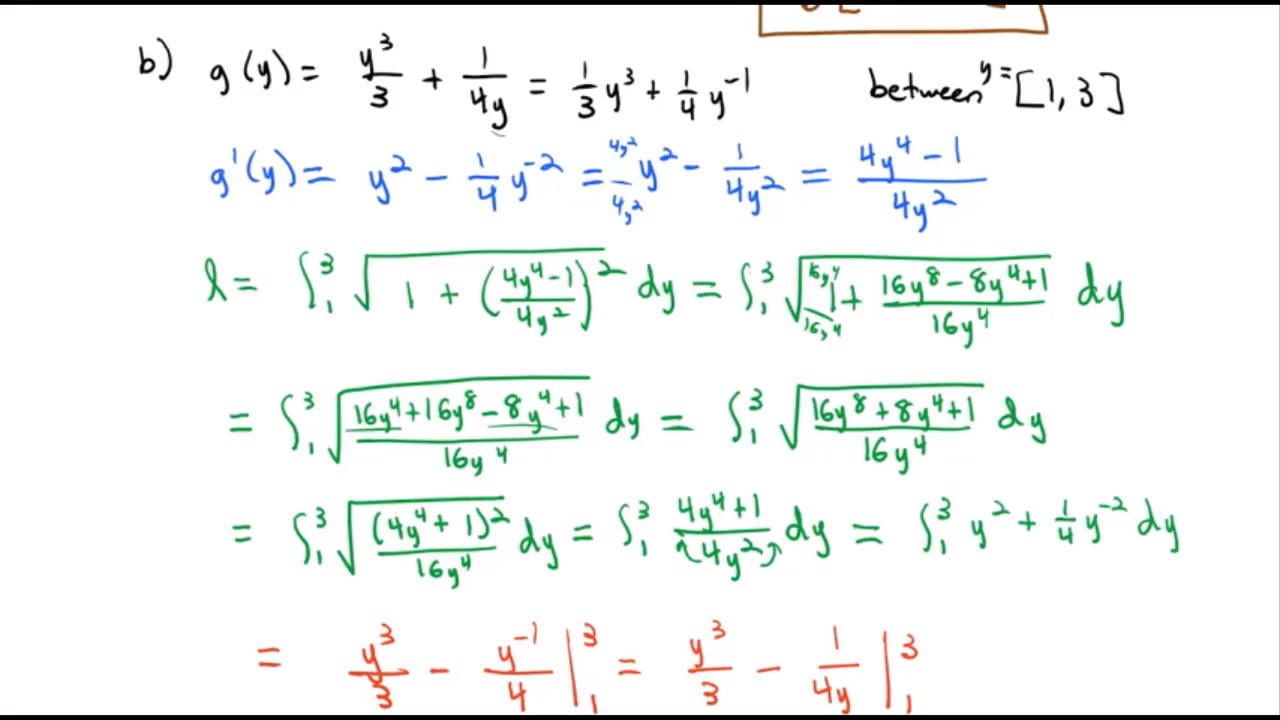 b) g(y) = y³/3 + 1/(4y) = 1/3 y³ + 1/4 y⁻¹ between y= [1, 3]
g'(y) = y² - 1/4 y⁻² = 4y²/4y² y² - 1/(4y²) = (4y⁴ - 1)/(4y²)
l = ∫₁³ √(1 + ((4y⁴-1)/(4y²))²) dy = ∫₁³ √(16y⁴/16y⁴ 1 + (16y⁸ - 8y⁴ + 1)/(16y⁴)) dy
= ∫₁³ √((16y⁴ + 16y⁸ - 8y⁴ + 1)/(16y⁴)) dy = ∫₁³ √((16y⁸ + 8y⁴ + 1)/(16y⁴)) dy
= ∫₁³ √((4y⁴ + 1)²/(16y⁴)) dy = ∫₁³ (4y⁴ + 1)/(4y²) dy = ∫₁³ y² + 1/4 y⁻² dy
= y³/3 - y⁻¹/4 |₁³ = y³/3 - 1/(4y) |₁³